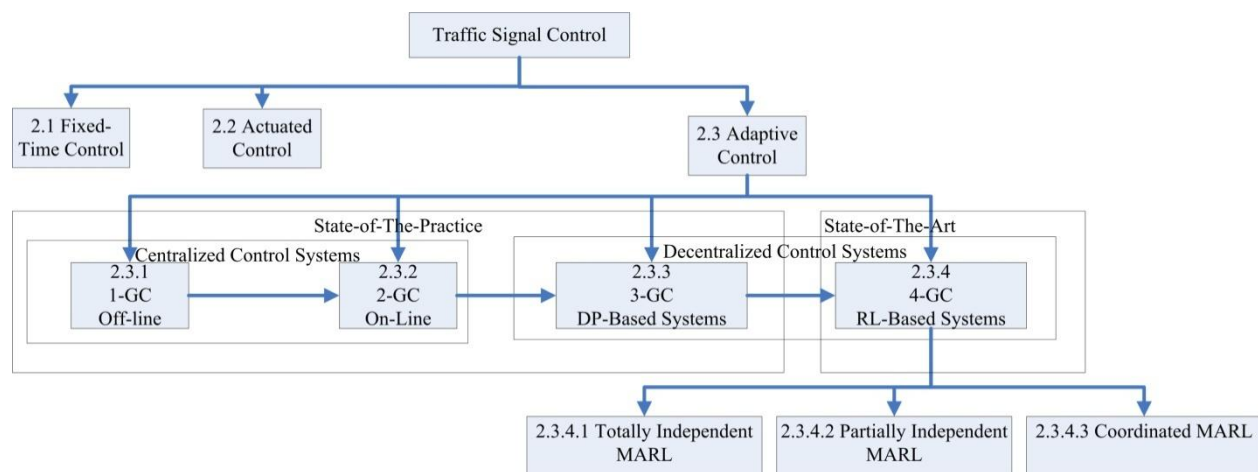 Traffic Signal Control
2.1 Fixed-
Time Control
2.2 Actuated
Control
2.3 Adaptive
Control
State-of-The-Practice
State-of-The-Art
Centralized Control Systems
Decentralized Control Systems
2.3.1
1-GC
Off-line
2.3.2
2-GC
On-Line
2.3.3
3-GC
DP-Based Systems
2.3.4
4-GC
RL-Based Systems
2.3.4.1 Totally Independent
MARL
2.3.4.2 Partially Independent
MARL
2.3.4.3 Coordinated MARL